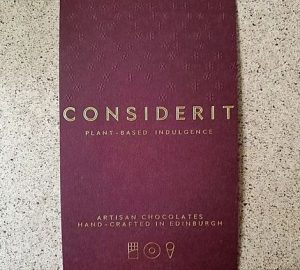 CONSIDERIT
PLANT-BASED INDULGENCE
ARTISAN CHOCOLATES
HAND-CRAFTED IN EDINBURGH